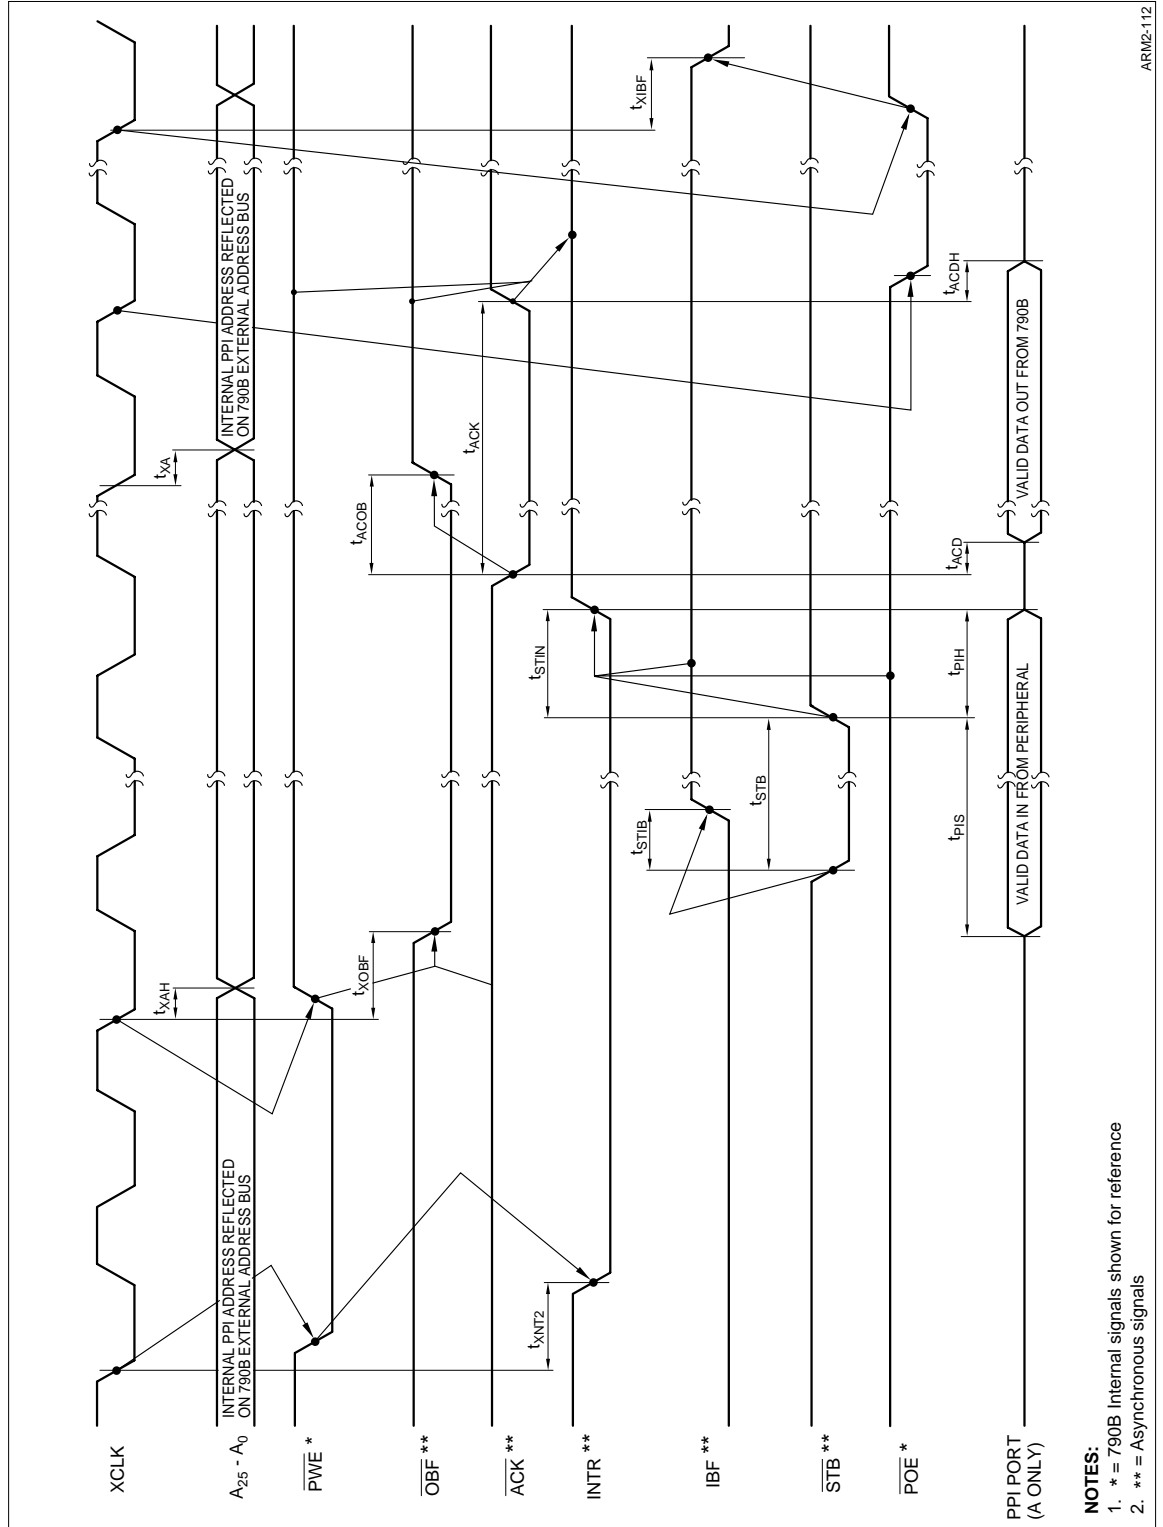 XCLK
A25 - A0
PWE *
OBF **
ACK **
INTR **
IBF **
STB **
POE *
PPI PORT
(A ONLY)
INTERNAL PPI ADDRESS REFLECTED
ON 790B EXTERNAL ADDRESS BUS
tXAH
tXA
INTERNAL PPI ADDRESS REFLECTED
ON 790B EXTERNAL ADDRESS BUS
tXOBF
tACOB
tACK
tXNT2
tSTIN
tSTIB
tXIBF
tSTB
tPIS
tPIH
tACD
tACDH
VALID DATA IN FROM PERIPHERAL
VALID DATA OUT FROM 790B
NOTES:
1. * = 790B Internal signals shown for reference
2. ** = Asynchronous signals
ARM2-112